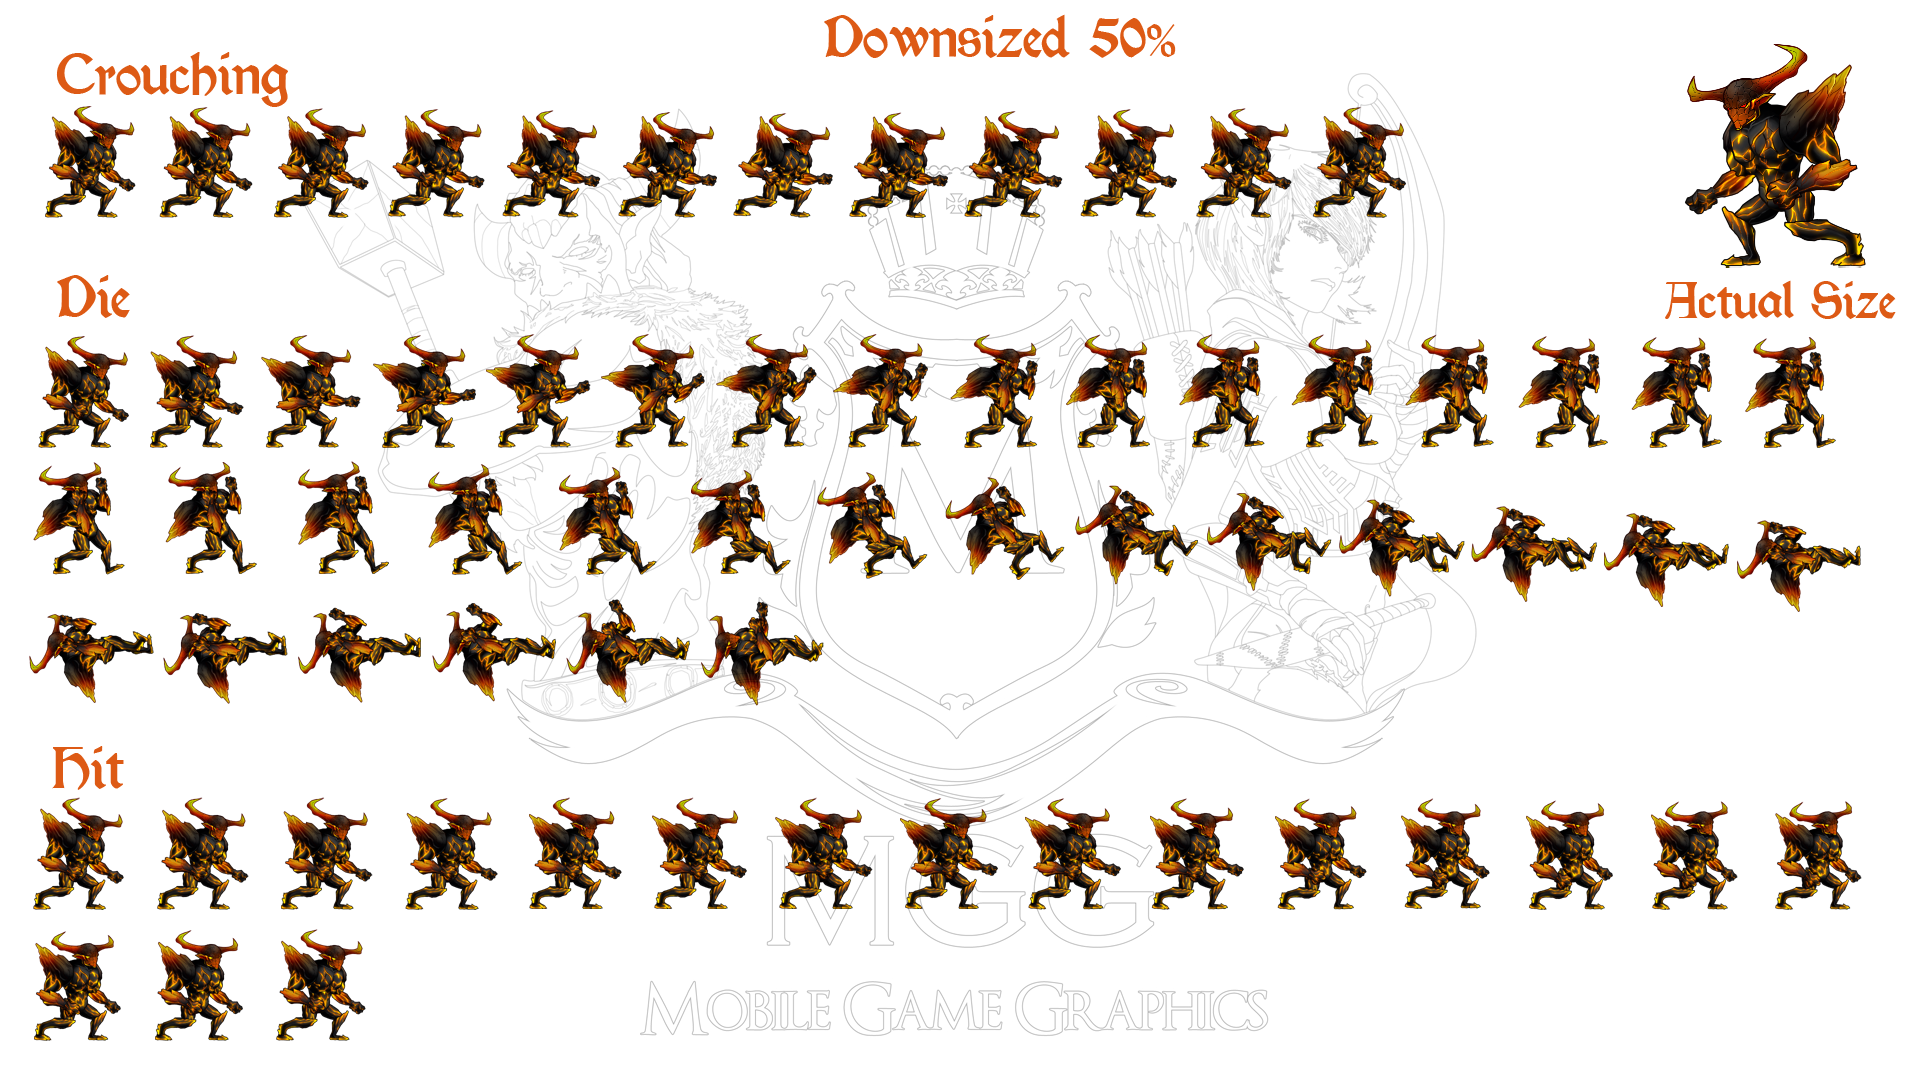 Downsized 50%
Crouching
Die
Actual Size
Hit
M
MGG
MOBILE GAME GRAPHICS